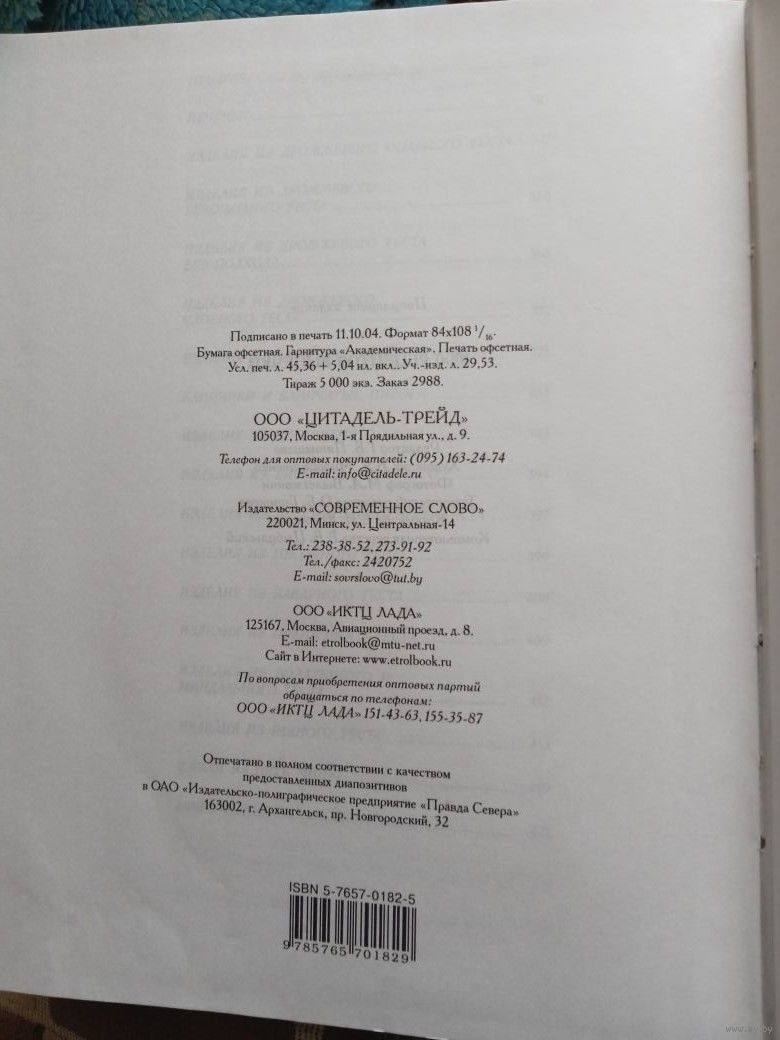 Подписано в печать 11.10.04. Формат 84x108 1/16.
Бумага офсетная. Гарнитура «Академическая». Печать офсетная.
Усл. печ. л. 45,36 + 5,04 ил. вкл.. Уч.-изд. л. 29,53.
Тираж 5 000 экз. Заказ 2988.
ООО «ЦИТАДЕЛЬ-ТРЕЙД»
105037, Москва, 1-я Прядильная ул., д. 9.
Телефон для оптовых покупателей: (095) 163-24-74
E-mail: info@citadele.ru
Издательство «СОВРЕМЕННОЕ СЛОВО»
220021, Минск, ул. Центральная-14
Тел.: 238-38-52, 273-91-92
Тел./факс: 2420752
E-mail: sovrslovo@tut.by
ООО «ИКТЦ ЛАДА»
125167, Москва, Авиационный проезд, д. 8.
E-mail: etrolbook@mtu-net.ru
Сайт в Интернете: www.etrolbook.ru
По вопросам приобретения оптовых партий
обращаться по телефонам:
ООО «ИКТЦ ЛАДА» 151-43-63, 155-35-87
Отпечатано в полном соответствии с качеством
предоставленных диапозитивов
в ОАО «Издательско-полиграфическое предприятие «Правда Севера»
163002, г. Архангельск, пр. Новгородский, 32
ISBN 5-7657-0182-5
9 785765 701829